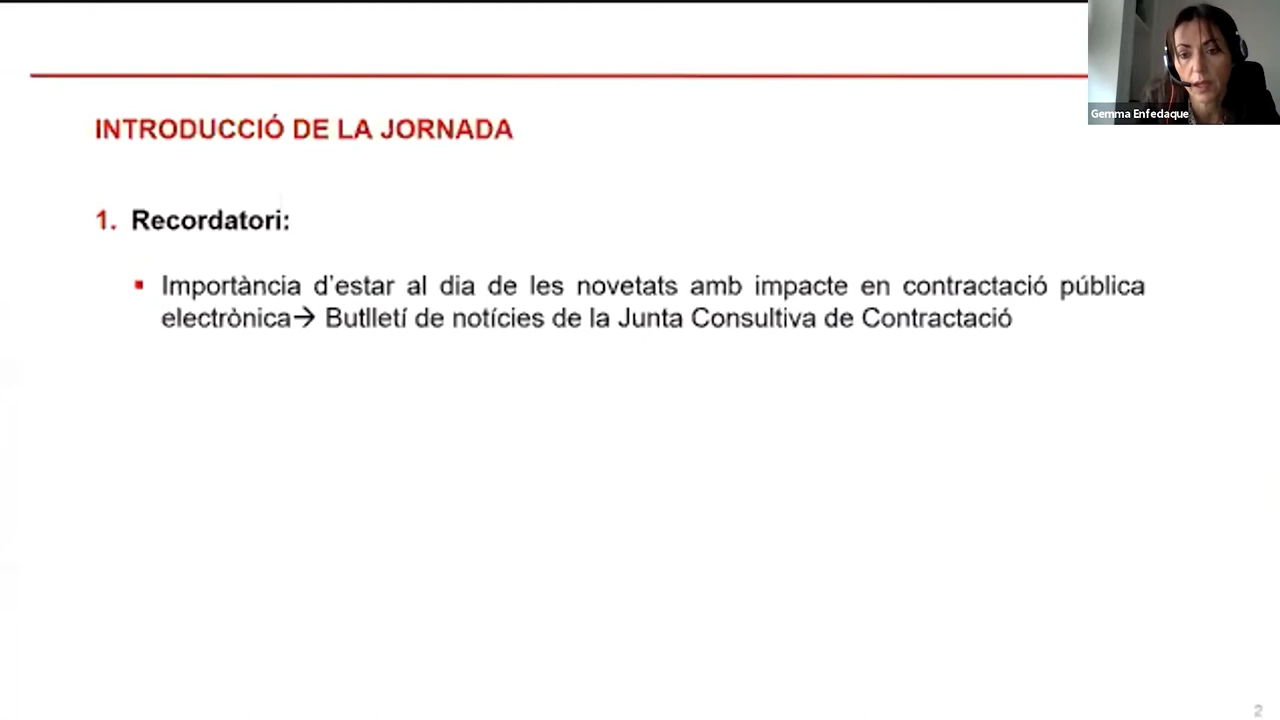 Gemma Enfedaque
INTRODUCCIÓ DE LA JORNADA
1. Recordatori:
▪ Importància d’estar al dia de les novetats amb impacte en contractació pública
electrònica→ Butlletí de notícies de la Junta Consultiva de Contractació
2